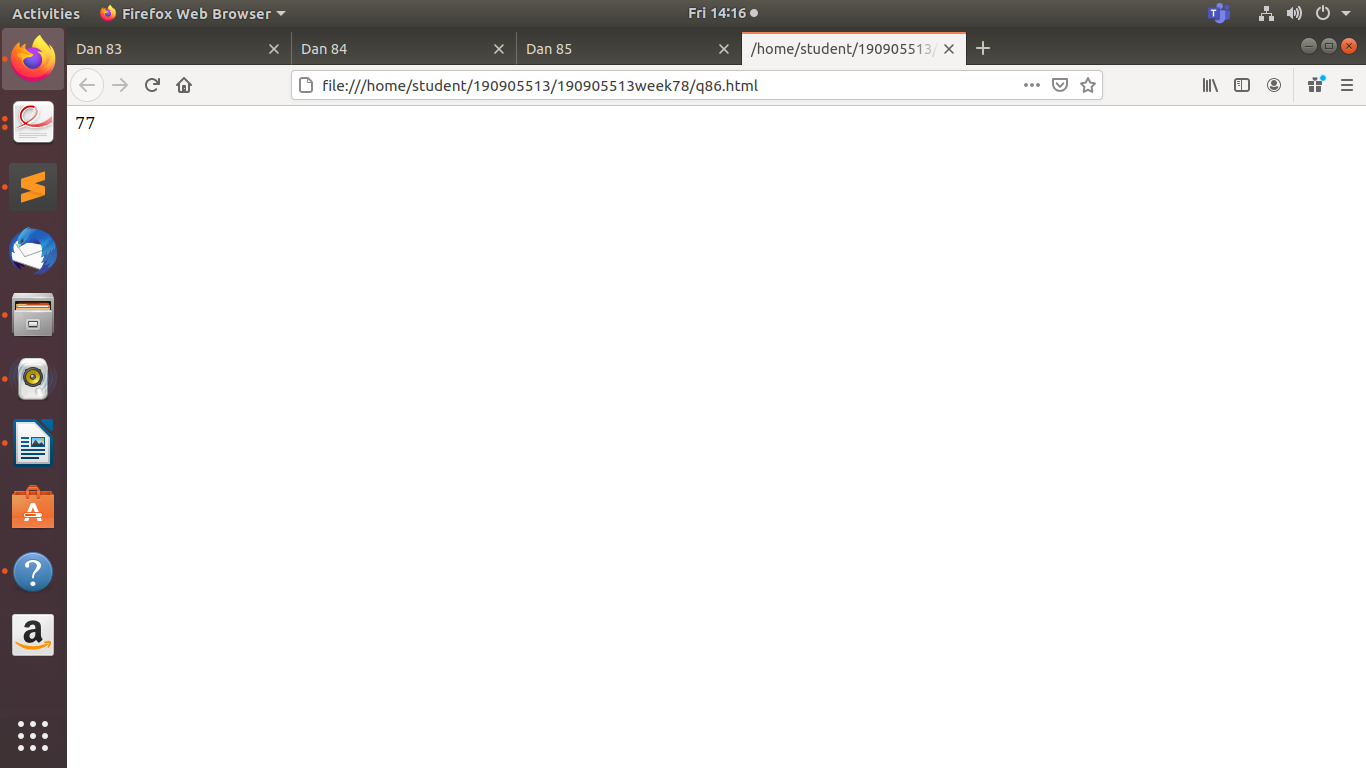 Activities Firefox Web Browser Fri 14:16
Dan 83 Dan 84 Dan 85 /home/student/190905513/
file:///home/student/190905513/190905513week78/q86.html
77